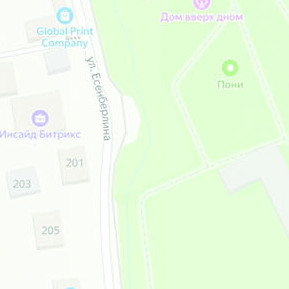 Дом вверх дном
Global Print
Company
Пони
ул. Есенберлина
Инсайд Битрикс
201
203
205